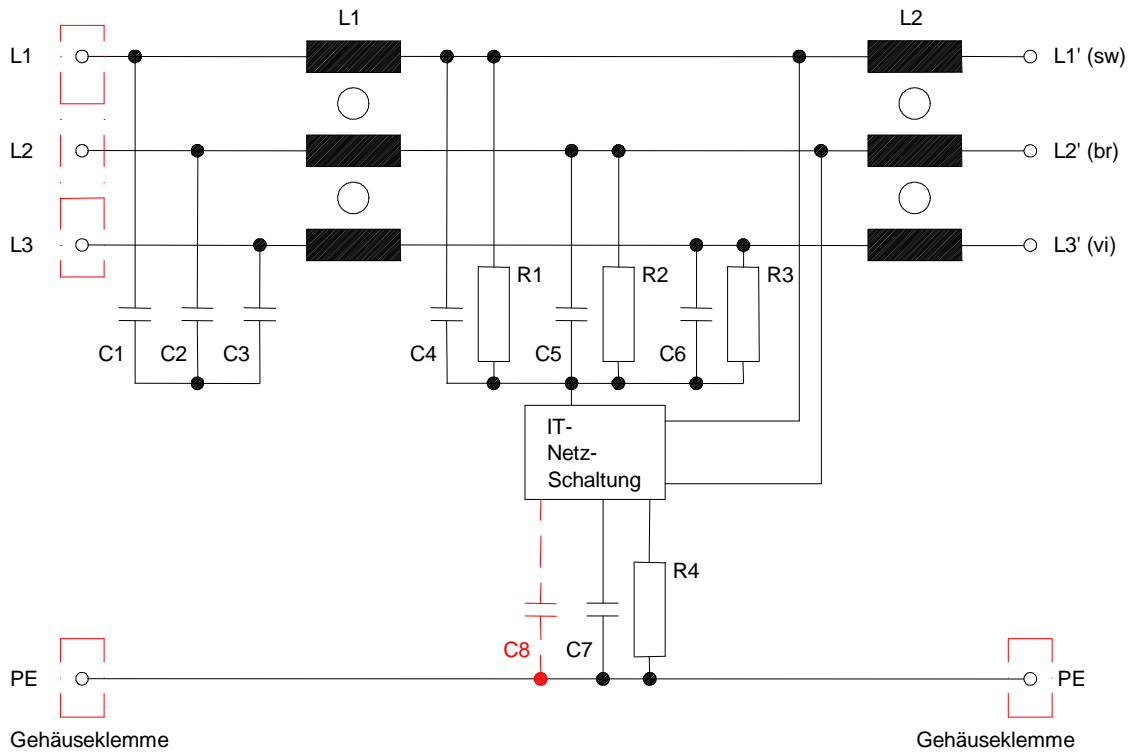 L1
L2
L1
L1' (sw)
L2
L2' (br)
L3
L3' (vi)
R1
R2
R3
C1
C2
C3
C4
C5
C6
IT-
Netz-
Schaltung
R4
C8
C7
PE
PE
Gehäuseklemme
Gehäuseklemme